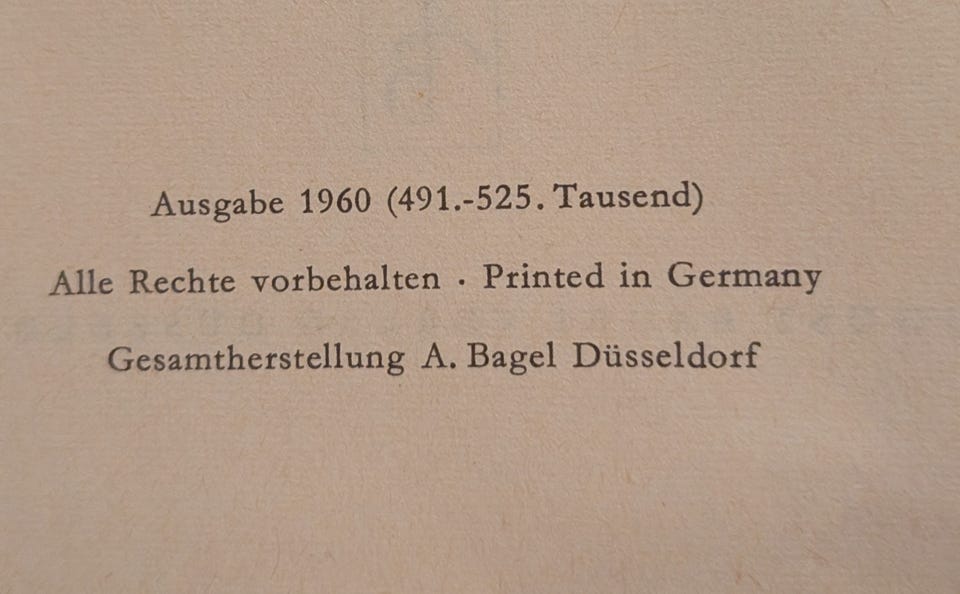 Ausgabe 1960 (491.-525. Tausend)
Alle Rechte vorbehalten · Printed in Germany
Gesamtherstellung A. Bagel Düsseldorf